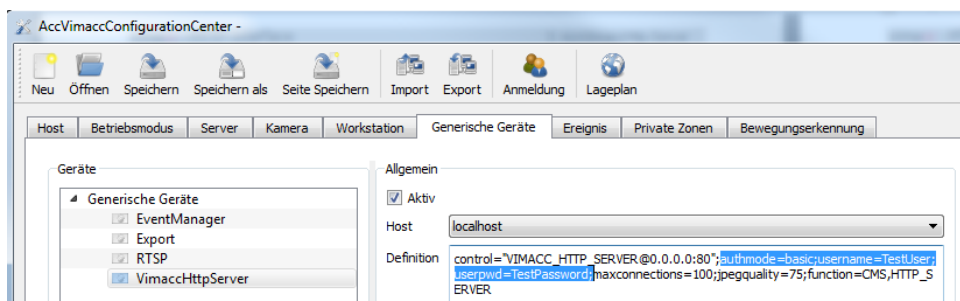 AccVimaccConfigurationCenter -
Neu Öffnen Speichern Speichern als Seite Speichern Import Export Anmeldung Lageplan
Host Betriebsmodus Server Kamera Workstation Generische Geräte Ereignis Private Zonen Bewegungserkennung
Geräte
Generische Geräte
EventManager
Export
RTSP
VimaccHttpServer
Allgemein
Aktiv
Host localhost
Definition control="VIMACC_HTTP_SERVER@0.0.0.0:80";authmode=basic;username=TestUser;
userpwd=TestPassword;maxconnections=100;jpegquality=75;function=CMS,HTTP_S
ERVER